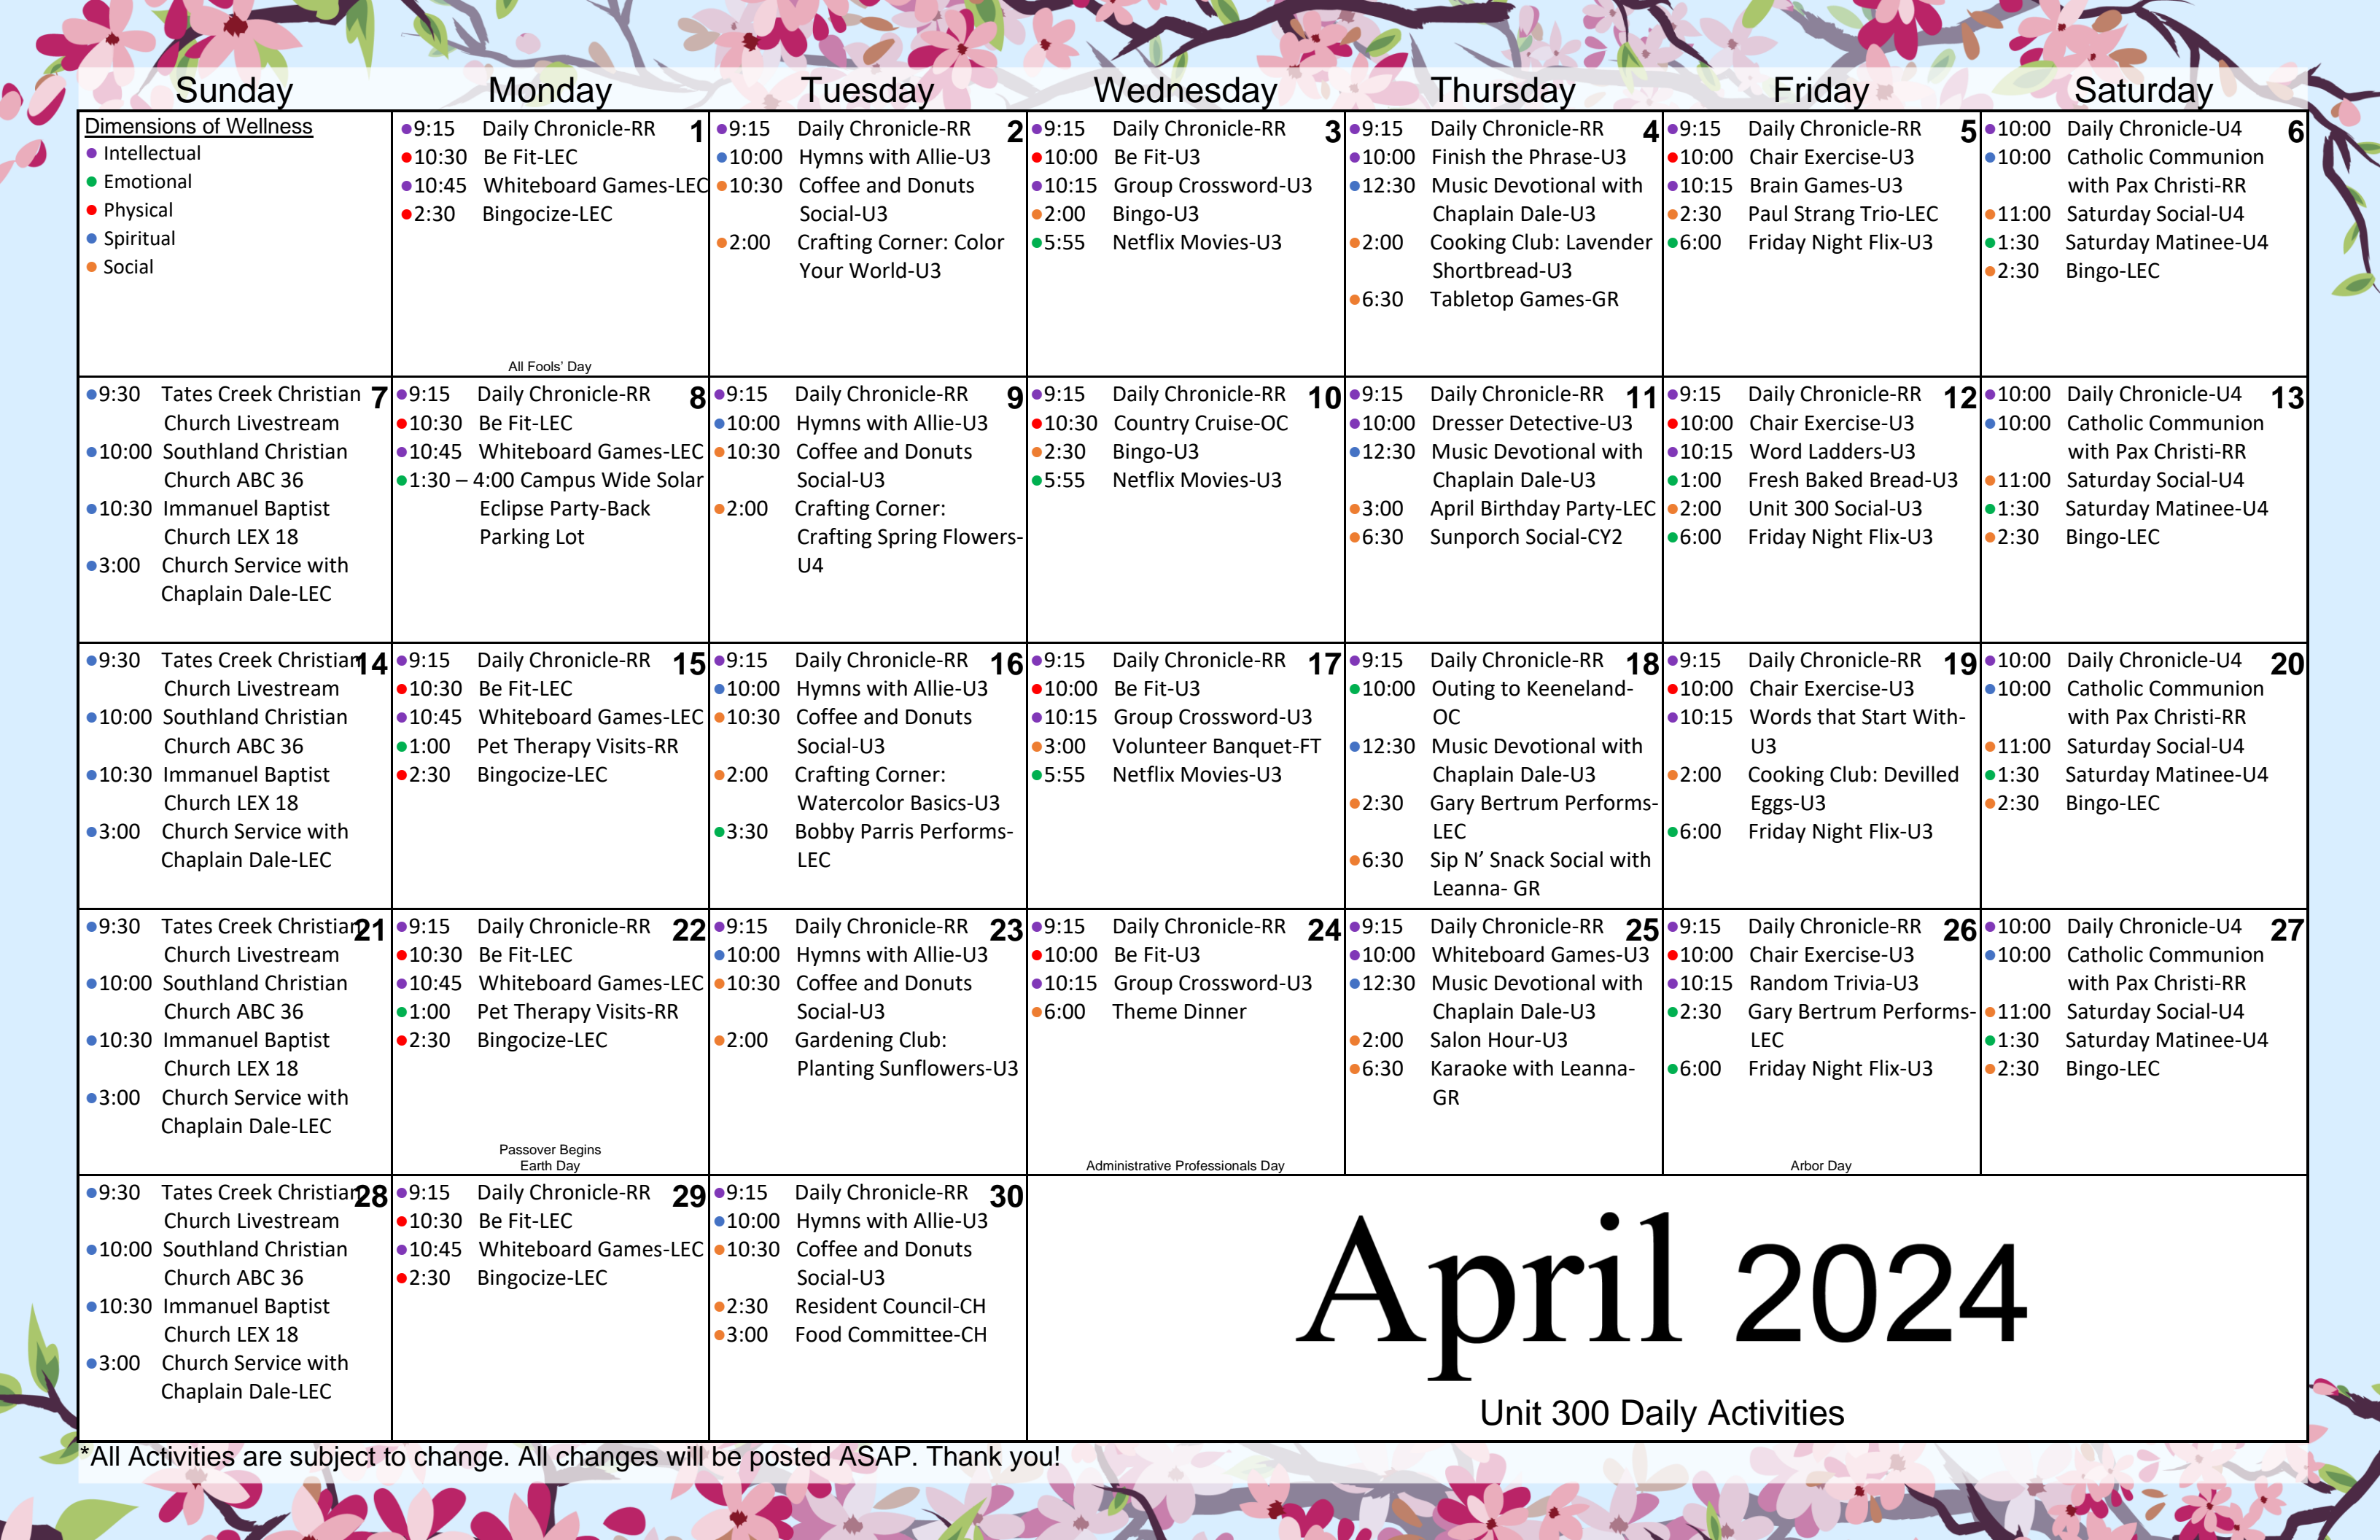 Sunday Monday Tuesday Wednesday Thursday Friday Saturday
Dimensions of Wellness
Intellectual
Emotional
Physical
Spiritual
Social
1
9:15 Daily Chronicle-RR
10:30 Be Fit-LEC
10:45 Whiteboard Games-LEC
2:30 Bingocize-LEC
All Fools' Day
2
9:15 Daily Chronicle-RR
10:00 Hymns with Allie-U3
10:30 Coffee and Donuts
Social-U3
2:00 Crafting Corner: Color
Your World-U3
3
9:15 Daily Chronicle-RR
10:00 Be Fit-U3
10:15 Group Crossword-U3
2:00 Bingo-U3
5:55 Netflix Movies-U3
4
9:15 Daily Chronicle-RR
10:00 Finish the Phrase-U3
12:30 Music Devotional with
Chaplain Dale-U3
2:00 Cooking Club: Lavender
Shortbread-U3
6:30 Tabletop Games-GR
5
9:15 Daily Chronicle-RR
10:00 Chair Exercise-U3
10:15 Brain Games-U3
2:30 Paul Strang Trio-LEC
6:00 Friday Night Flix-U3
6
10:00 Daily Chronicle-U4
10:00 Catholic Communion
with Pax Christi-RR
11:00 Saturday Social-U4
1:30 Saturday Matinee-U4
2:30 Bingo-LEC
7
9:30 Tates Creek Christian
Church Livestream
10:00 Southland Christian
Church ABC 36
10:30 Immanuel Baptist
Church LEX 18
3:00 Church Service with
Chaplain Dale-LEC
8
9:15 Daily Chronicle-RR
10:30 Be Fit-LEC
10:45 Whiteboard Games-LEC
1:30 – 4:00 Campus Wide Solar
Eclipse Party-Back
Parking Lot
9
9:15 Daily Chronicle-RR
10:00 Hymns with Allie-U3
10:30 Coffee and Donuts
Social-U3
2:00 Crafting Corner:
Crafting Spring Flowers-
U4
10
9:15 Daily Chronicle-RR
10:30 Country Cruise-OC
2:30 Bingo-U3
5:55 Netflix Movies-U3
11
9:15 Daily Chronicle-RR
10:00 Dresser Detective-U3
12:30 Music Devotional with
Chaplain Dale-U3
3:00 April Birthday Party-LEC
6:30 Sunporch Social-CY2
12
9:15 Daily Chronicle-RR
10:00 Chair Exercise-U3
10:15 Word Ladders-U3
1:00 Fresh Baked Bread-U3
2:00 Unit 300 Social-U3
6:00 Friday Night Flix-U3
13
10:00 Daily Chronicle-U4
10:00 Catholic Communion
with Pax Christi-RR
11:00 Saturday Social-U4
1:30 Saturday Matinee-U4
2:30 Bingo-LEC
14
9:30 Tates Creek Christian
Church Livestream
10:00 Southland Christian
Church ABC 36
10:30 Immanuel Baptist
Church LEX 18
3:00 Church Service with
Chaplain Dale-LEC
15
9:15 Daily Chronicle-RR
10:30 Be Fit-LEC
10:45 Whiteboard Games-LEC
1:00 Pet Therapy Visits-RR
2:30 Bingocize-LEC
16
9:15 Daily Chronicle-RR
10:00 Hymns with Allie-U3
10:30 Coffee and Donuts
Social-U3
2:00 Crafting Corner:
Watercolor Basics-U3
3:30 Bobby Parris Performs-
LEC
17
9:15 Daily Chronicle-RR
10:00 Be Fit-U3
10:15 Group Crossword-U3
3:00 Volunteer Banquet-FT
5:55 Netflix Movies-U3
18
9:15 Daily Chronicle-RR
10:00 Outing to Keeneland-
OC
12:30 Music Devotional with
Chaplain Dale-U3
2:30 Gary Bertrum Performs-
LEC
6:30 Sip N' Snack Social with
Leanna- GR
19
9:15 Daily Chronicle-RR
10:00 Chair Exercise-U3
10:15 Words that Start With-
U3
2:00 Cooking Club: Devilled
Eggs-U3
6:00 Friday Night Flix-U3
20
10:00 Daily Chronicle-U4
10:00 Catholic Communion
with Pax Christi-RR
11:00 Saturday Social-U4
1:30 Saturday Matinee-U4
2:30 Bingo-LEC
21
9:30 Tates Creek Christian
Church Livestream
10:00 Southland Christian
Church ABC 36
10:30 Immanuel Baptist
Church LEX 18
3:00 Church Service with
Chaplain Dale-LEC
22
9:15 Daily Chronicle-RR
10:30 Be Fit-LEC
10:45 Whiteboard Games-LEC
1:00 Pet Therapy Visits-RR
2:30 Bingocize-LEC
Passover Begins
Earth Day
23
9:15 Daily Chronicle-RR
10:00 Hymns with Allie-U3
10:30 Coffee and Donuts
Social-U3
2:00 Gardening Club:
Planting Sunflowers-U3
24
9:15 Daily Chronicle-RR
10:00 Be Fit-U3
10:15 Group Crossword-U3
6:00 Theme Dinner
Administrative Professionals Day
25
9:15 Daily Chronicle-RR
10:00 Whiteboard Games-U3
12:30 Music Devotional with
Chaplain Dale-U3
2:00 Salon Hour-U3
6:30 Karaoke with Leanna-
GR
26
9:15 Daily Chronicle-RR
10:00 Chair Exercise-U3
10:15 Random Trivia-U3
2:30 Gary Bertrum Performs-
LEC
6:00 Friday Night Flix-U3
Arbor Day
27
10:00 Daily Chronicle-U4
10:00 Catholic Communion
with Pax Christi-RR
11:00 Saturday Social-U4
1:30 Saturday Matinee-U4
2:30 Bingo-LEC
28
9:30 Tates Creek Christian
Church Livestream
10:00 Southland Christian
Church ABC 36
10:30 Immanuel Baptist
Church LEX 18
3:00 Church Service with
Chaplain Dale-LEC
29
9:15 Daily Chronicle-RR
10:30 Be Fit-LEC
10:45 Whiteboard Games-LEC
2:30 Bingocize-LEC
30
9:15 Daily Chronicle-RR
10:00 Hymns with Allie-U3
10:30 Coffee and Donuts
Social-U3
2:30 Resident Council-CH
3:00 Food Committee-CH
April 2024
Unit 300 Daily Activities
*All Activities are subject to change. All changes will be posted ASAP. Thank you!